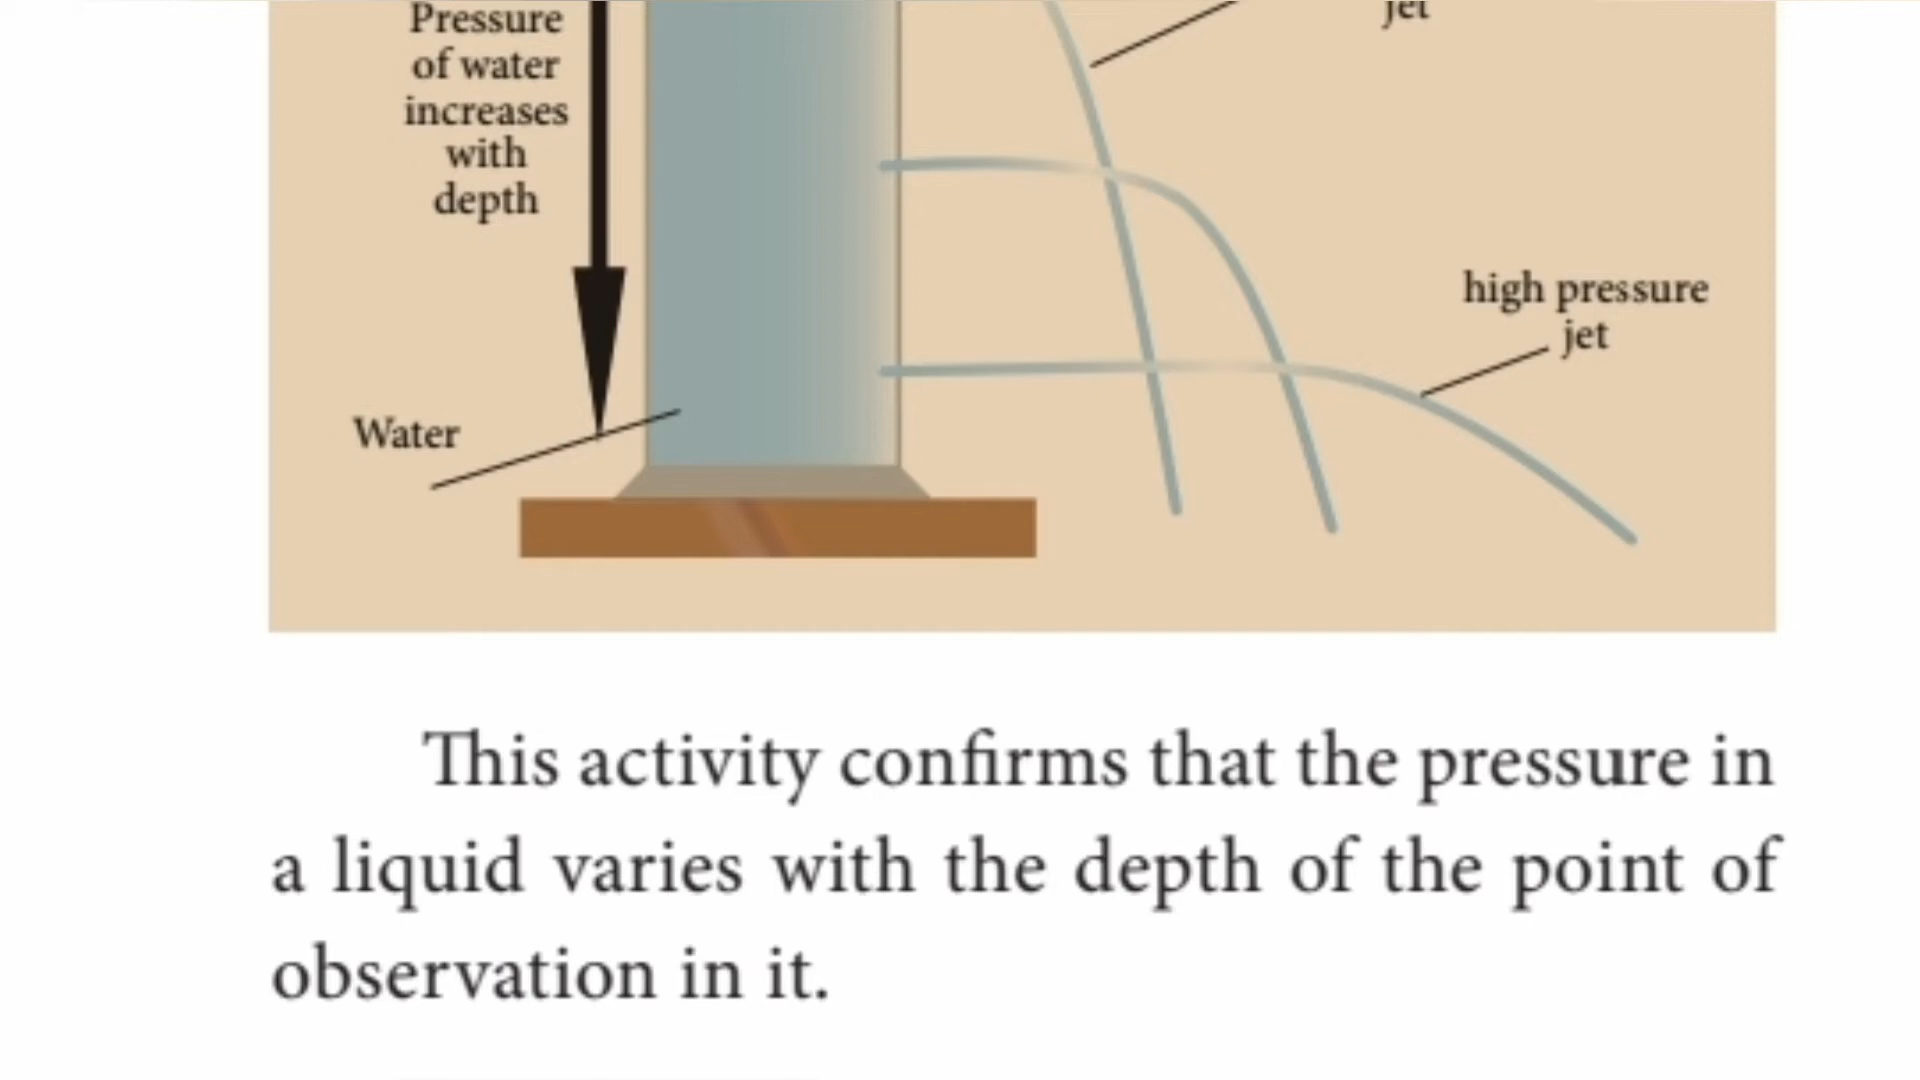 Pressure
of water
increases
with
depth
jet
high pressure
jet
Water
This activity confirms that the pressure in
a liquid varies with the depth of the point of
observation in it.